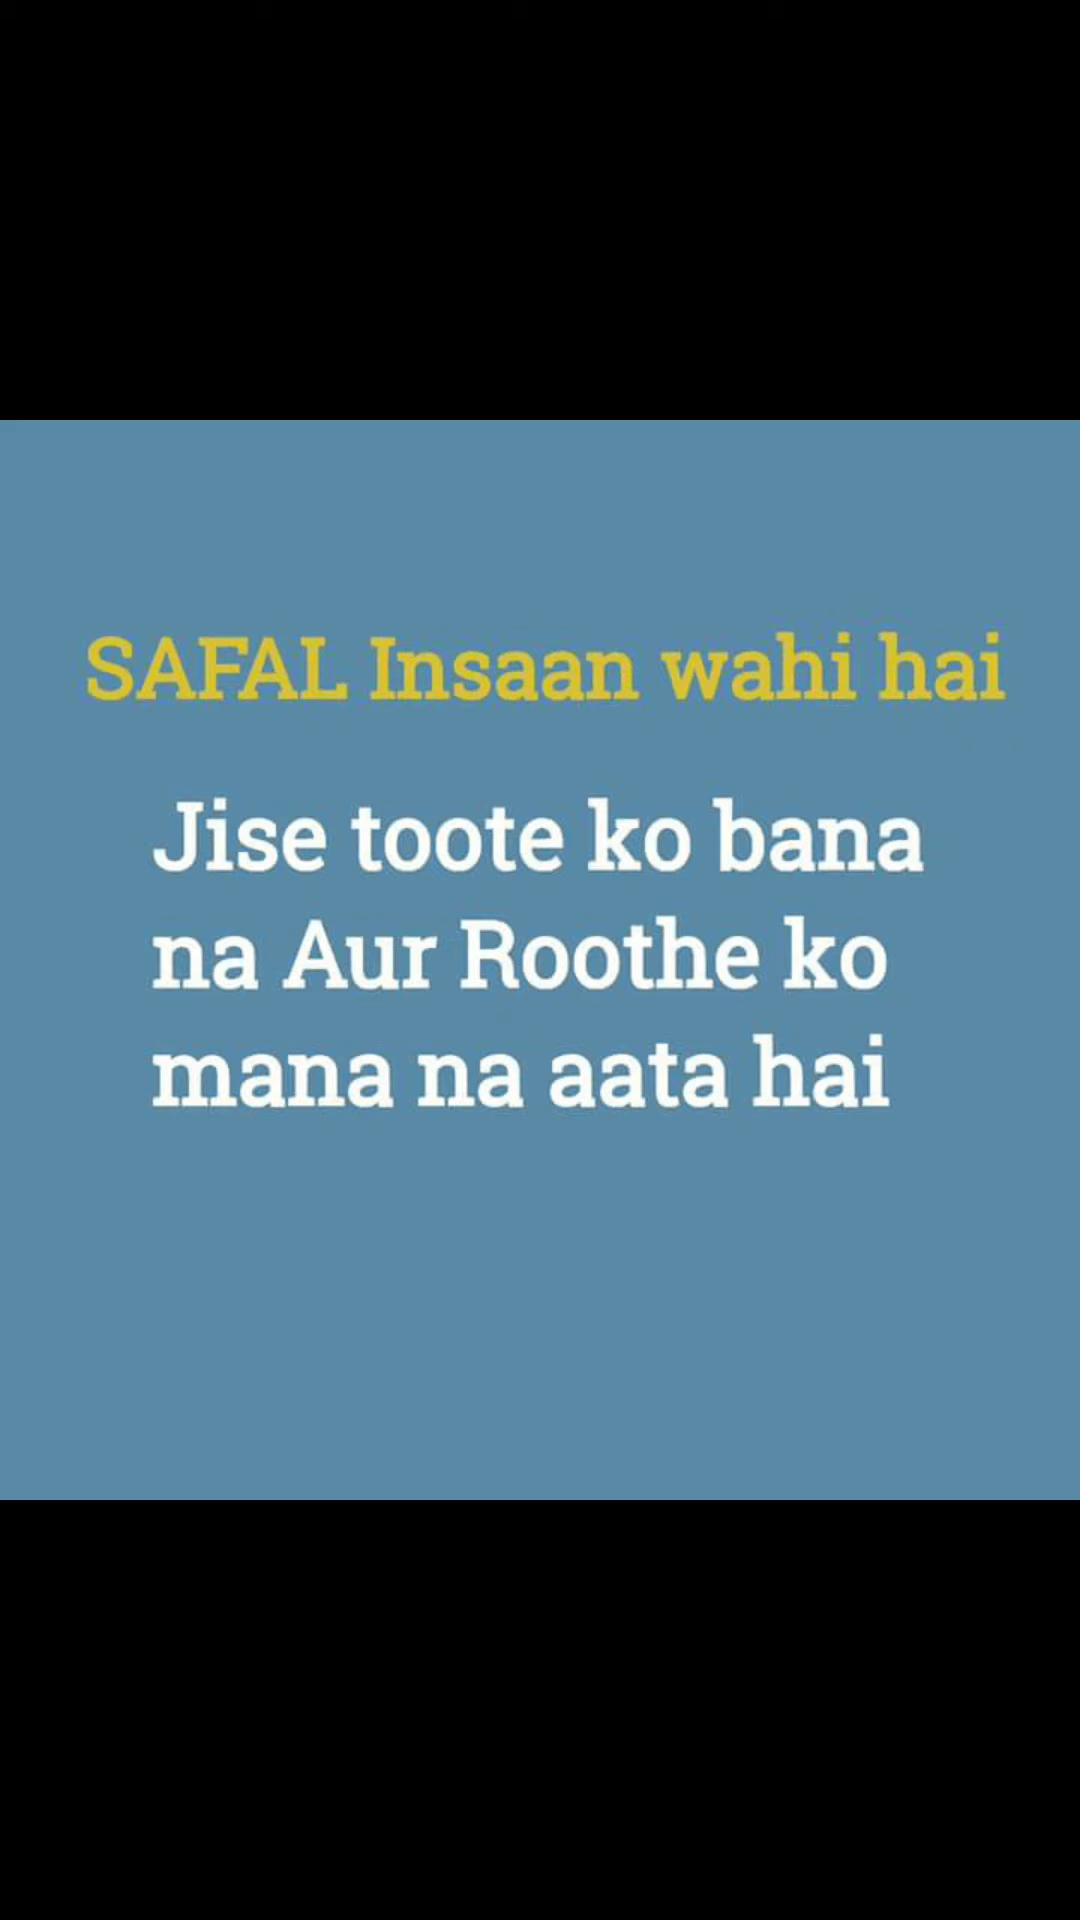 SAFAL Insaan wahi hai
Jise toote ko bana
na Aur Roothe ko
mana na aata hai